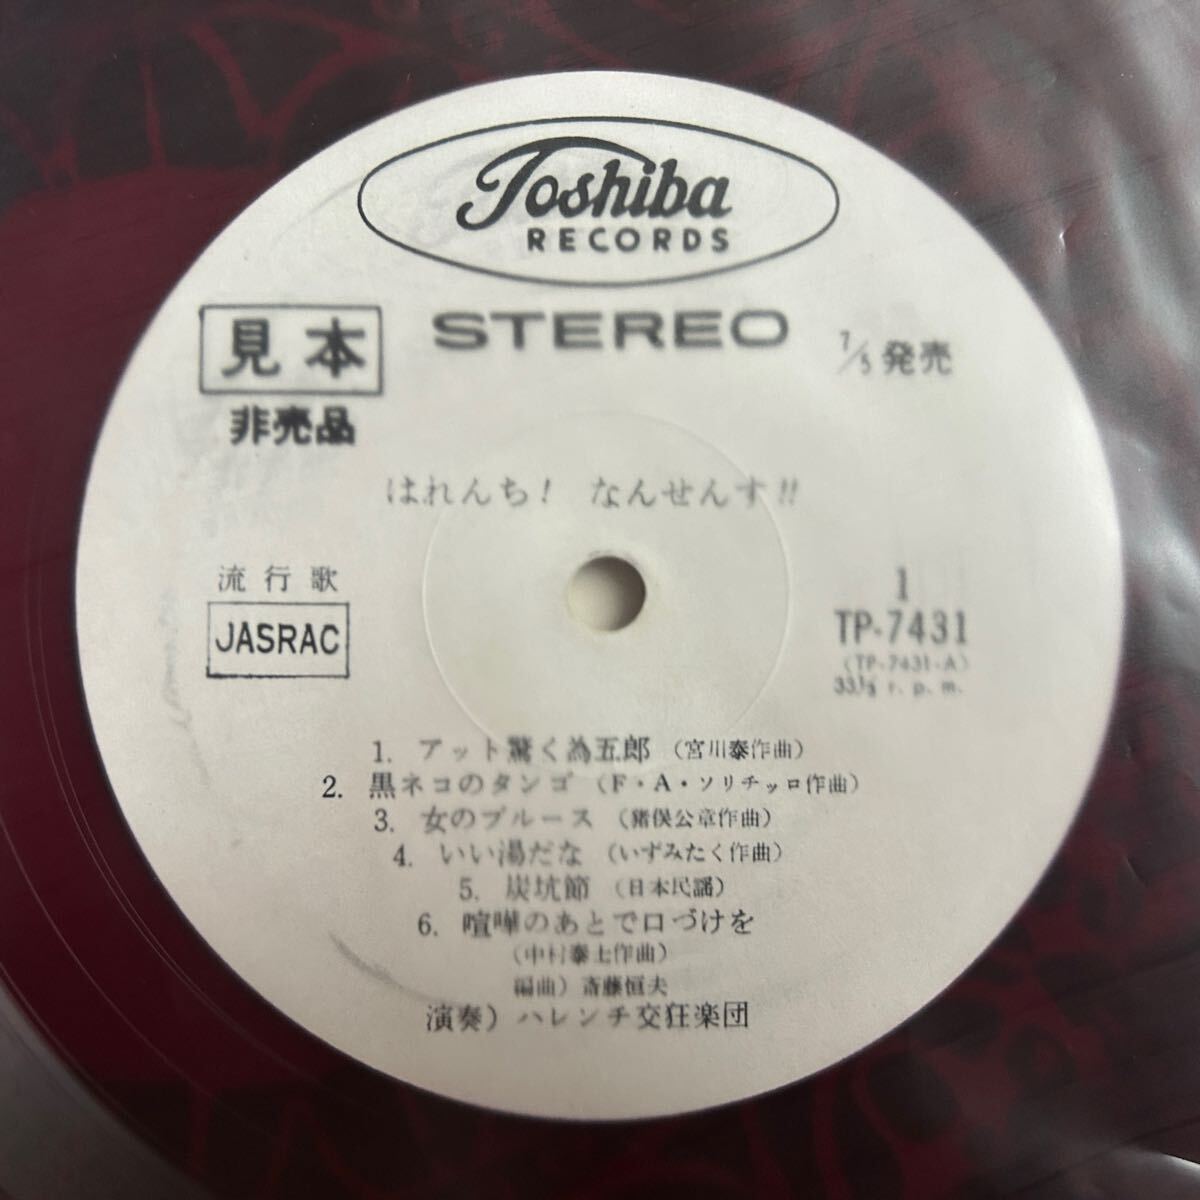 Toshiba
RECORDS
見本
STEREO
7/5 発売
非売品
はれんち! なんせんす!!
流行歌
JASRAC
1
TP-7431
(TP-7431-A)
33⅓ r. p. m.
1. アット驚く為五郎 (宮川泰作曲)
2. 黒ネコのタンゴ (F・A・ソリチッロ作曲)
3. 女のブルース (猪俣公章作曲)
4. いい湯だな (いずみたく作曲)
5. 炭坑節 (日本民謡)
6. 喧嘩のあとで口づけを
(中村泰士作曲)
編曲) 斎藤恒夫
演奏) ハレンチ交狂楽団